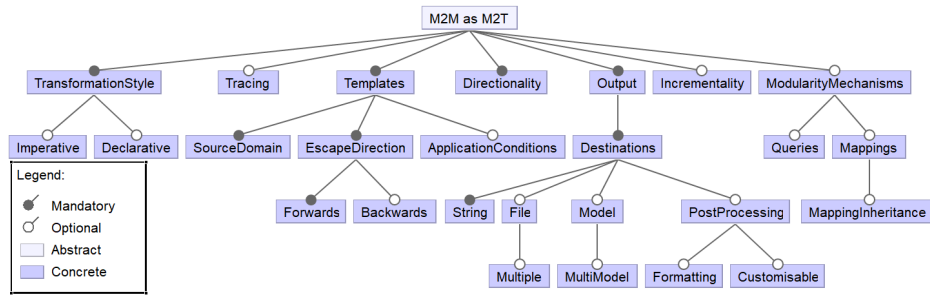 M2M as M2T
TransformationStyle Tracing Templates Directionality Output Incrementality ModularityMechanisms
Imperative Declarative SourceDomain EscapeDirection ApplicationConditions Destinations Queries Mappings
Legend:
Mandatory
Optional
Abstract
Concrete
Forwards Backwards String File Model PostProcessing MappingInheritance
Multiple MultiModel Formatting Customisable